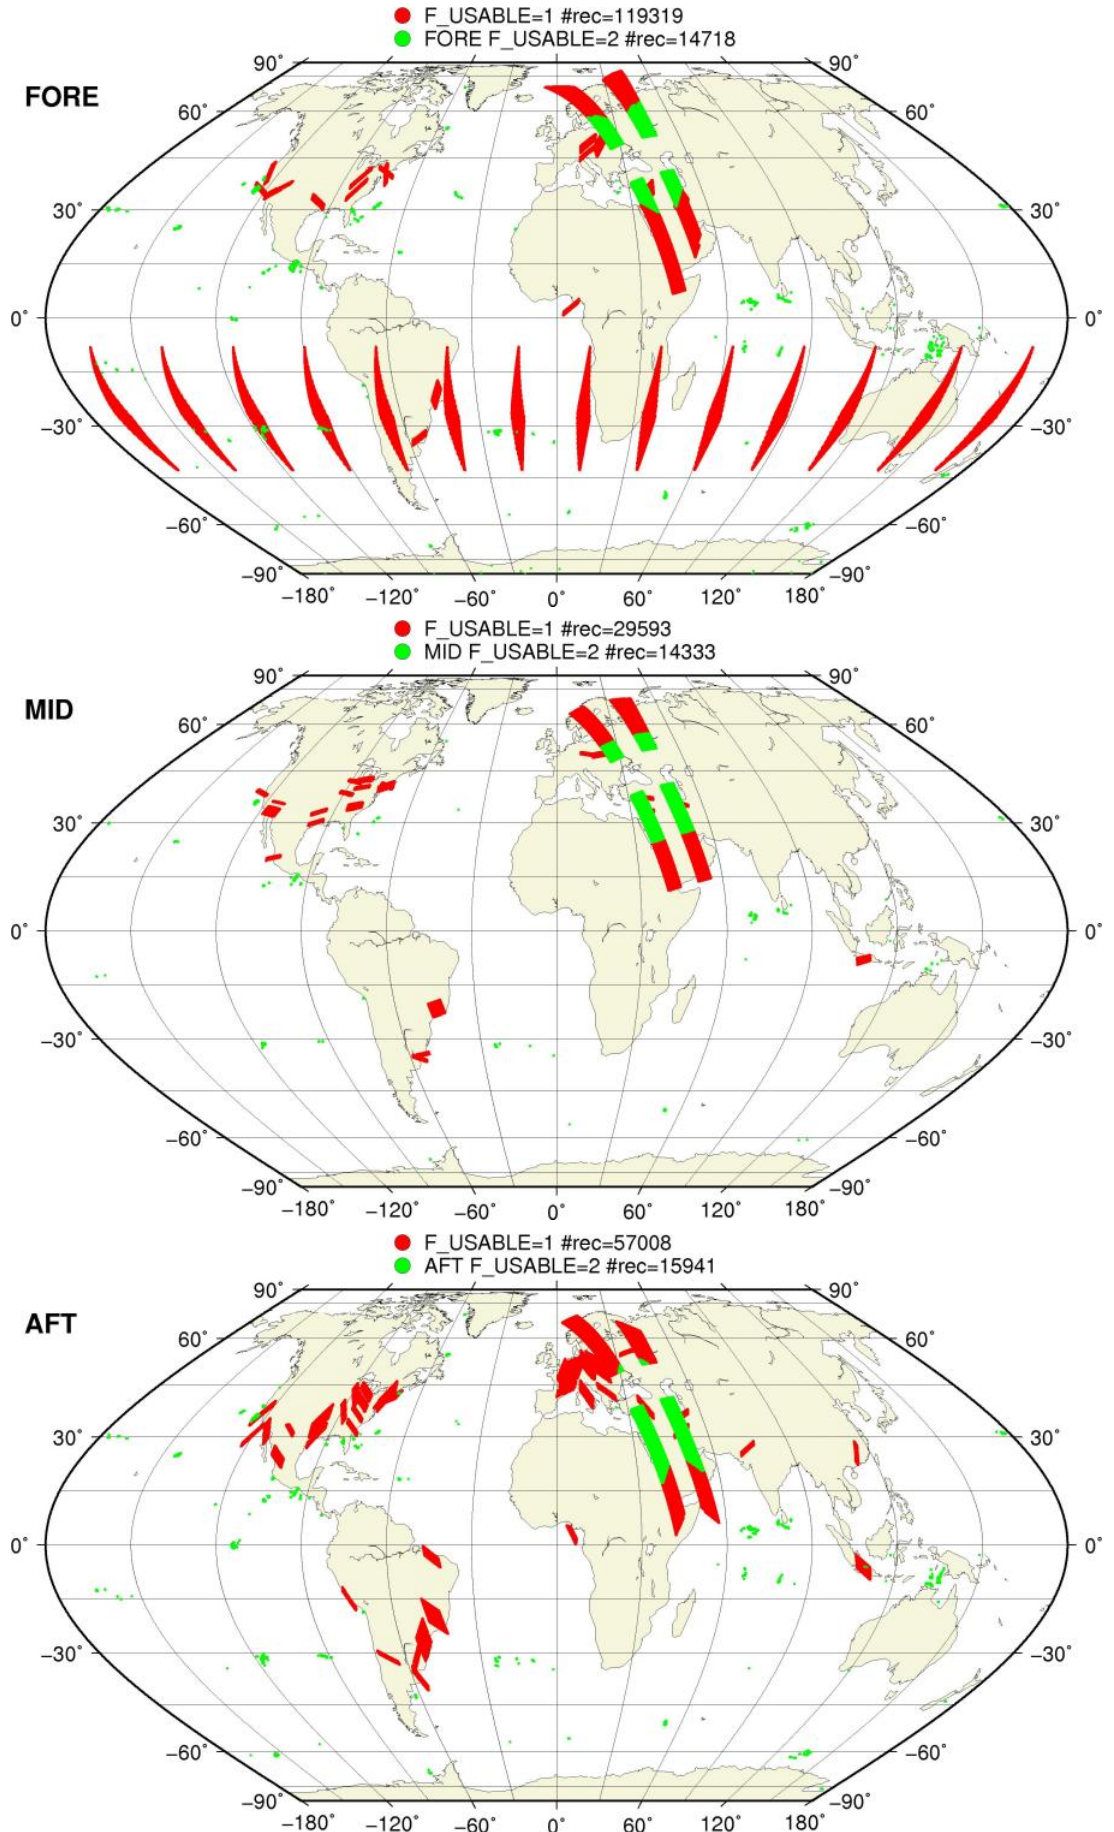 F_USABLE=1 #rec=119319
FORE F_USABLE=2 #rec=14718
FORE
90° 90°
60° 60°
30° 30°
0° 0°
−30° −30°
−60° −60°
−90° −90°
−180° −120° −60° 0° 60° 120° 180°
F_USABLE=1 #rec=29593
MID F_USABLE=2 #rec=14333
MID
90° 90°
60° 60°
30° 30°
0° 0°
−30° −30°
−60° −60°
−90° −90°
−180° −120° −60° 0° 60° 120° 180°
F_USABLE=1 #rec=57008
AFT F_USABLE=2 #rec=15941
AFT
90° 90°
60° 60°
30° 30°
0° 0°
−30° −30°
−60° −60°
−90° −90°
−180° −120° −60° 0° 60° 120° 180°